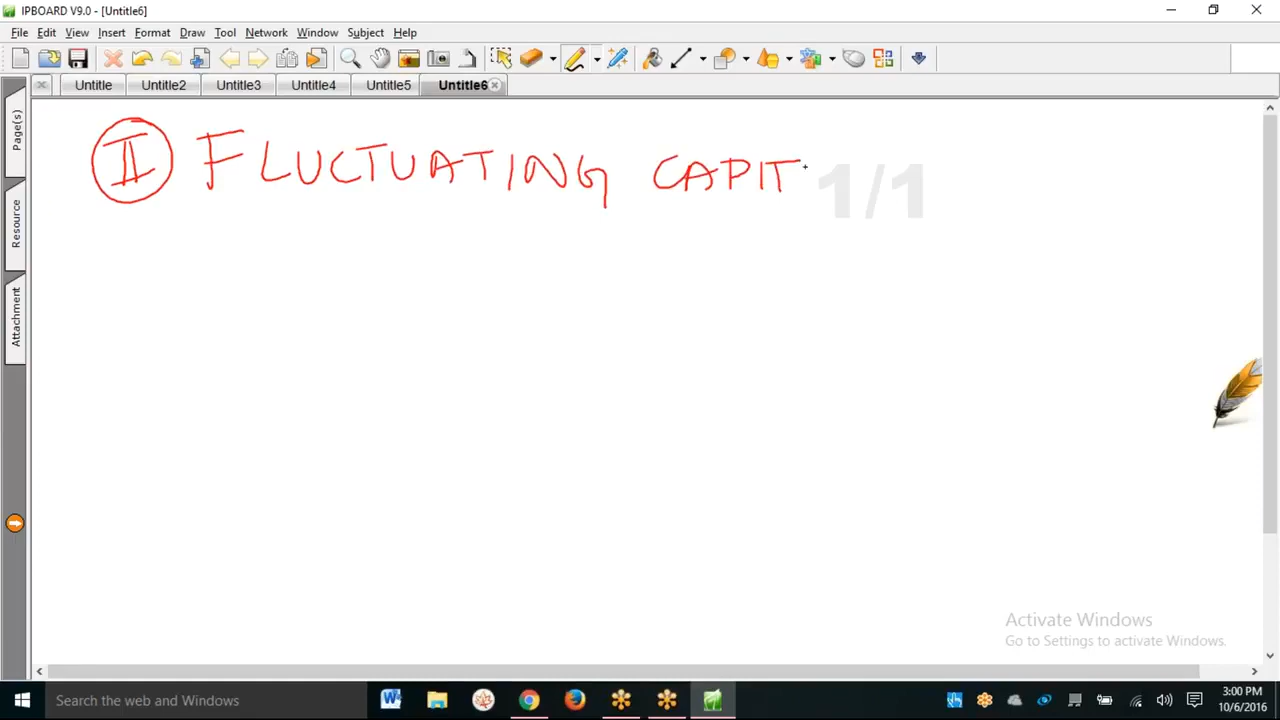 IPBOARD V9.0 - [Untitle6]
File Edit View Insert Format Draw Tool Network Window Subject Help
Untitle Untitle2 Untitle3 Untitle4 Untitle5 Untitle6
Page(s)
Resource
Attachment
II FLUCTUATING CAPIT
1/1
Activate Windows
Go to Settings to activate Windows.
Search the web and Windows
3:00 PM
10/6/2016